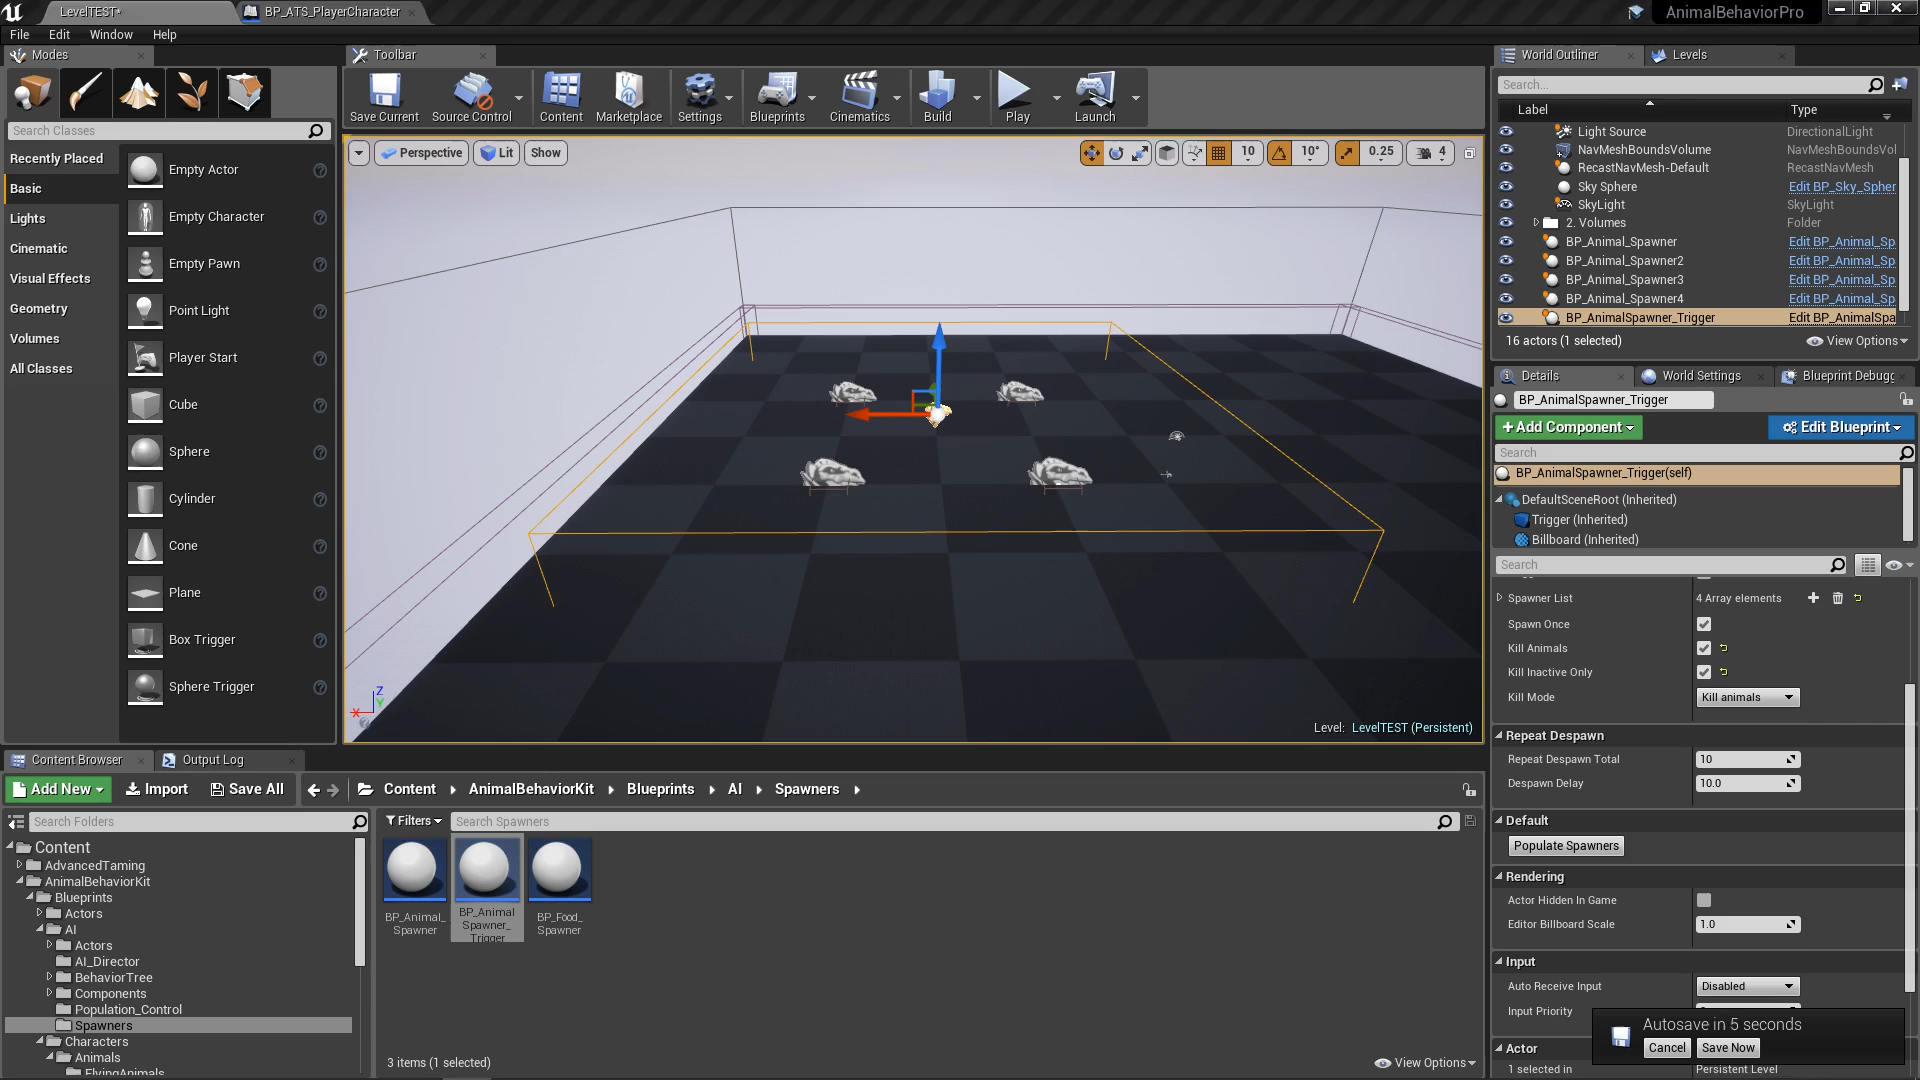 LevelTEST*
BP_ATS_PlayerCharacter
AnimalBehaviorPro
File Edit Window Help
Modes
Toolbar
Search Classes
Recently Placed
Basic
Lights
Cinematic
Visual Effects
Geometry
Volumes
All Classes
Empty Actor
Empty Character
Empty Pawn
Point Light
Player Start
Cube
Sphere
Cylinder
Cone
Plane
Box Trigger
Sphere Trigger
Save Current Source Control Content Marketplace Settings Blueprints Cinematics Build Play Launch
Perspective Lit Show
10 10° 0.25 4
Z
Y
X
Level: LevelTEST (Persistent)
World Outliner Levels
Search...
Label Type
Light Source DirectionalLight
NavMeshBoundsVolume NavMeshBoundsVol
RecastNavMesh-Default RecastNavMesh
Sky Sphere Edit BP_Sky_Spher
SkyLight SkyLight
2. Volumes Folder
BP_Animal_Spawner Edit BP_Animal_Sp
BP_Animal_Spawner2 Edit BP_Animal_Sp
BP_Animal_Spawner3 Edit BP_Animal_Sp
BP_Animal_Spawner4 Edit BP_Animal_Sp
BP_AnimalSpawner_Trigger Edit BP_AnimalSpa
16 actors (1 selected) View Options
Details World Settings Blueprint Debugg
BP_AnimalSpawner_Trigger
+Add Component Edit Blueprint
Search
BP_AnimalSpawner_Trigger(self)
DefaultSceneRoot (Inherited)
Trigger (Inherited)
Billboard (Inherited)
Search
Spawner List 4 Array elements
Spawn Once
Kill Animals
Kill Inactive Only
Kill Mode Kill animals
Repeat Despawn
Repeat Despawn Total 10
Despawn Delay 10.0
Default
Populate Spawners
Rendering
Actor Hidden In Game
Editor Billboard Scale 1.0
Input
Auto Receive Input Disabled
Input Priority
Actor
1 selected in Persistent Level
Autosave in 5 seconds
Cancel Save Now
Content Browser Output Log
Add New Import Save All Content AnimalBehaviorKit Blueprints AI Spawners
Search Folders
Filters Search Spawners
Content
AdvancedTaming
AnimalBehaviorKit
Blueprints
Actors
AI
Actors
AI_Director
BehaviorTree
Components
Population_Control
Spawners
Characters
Animals
FlyingAnimals
BP_Animal_
Spawner
BP_Animal
Spawner_
Trigger
BP_Food_
Spawner
3 items (1 selected)
View Options